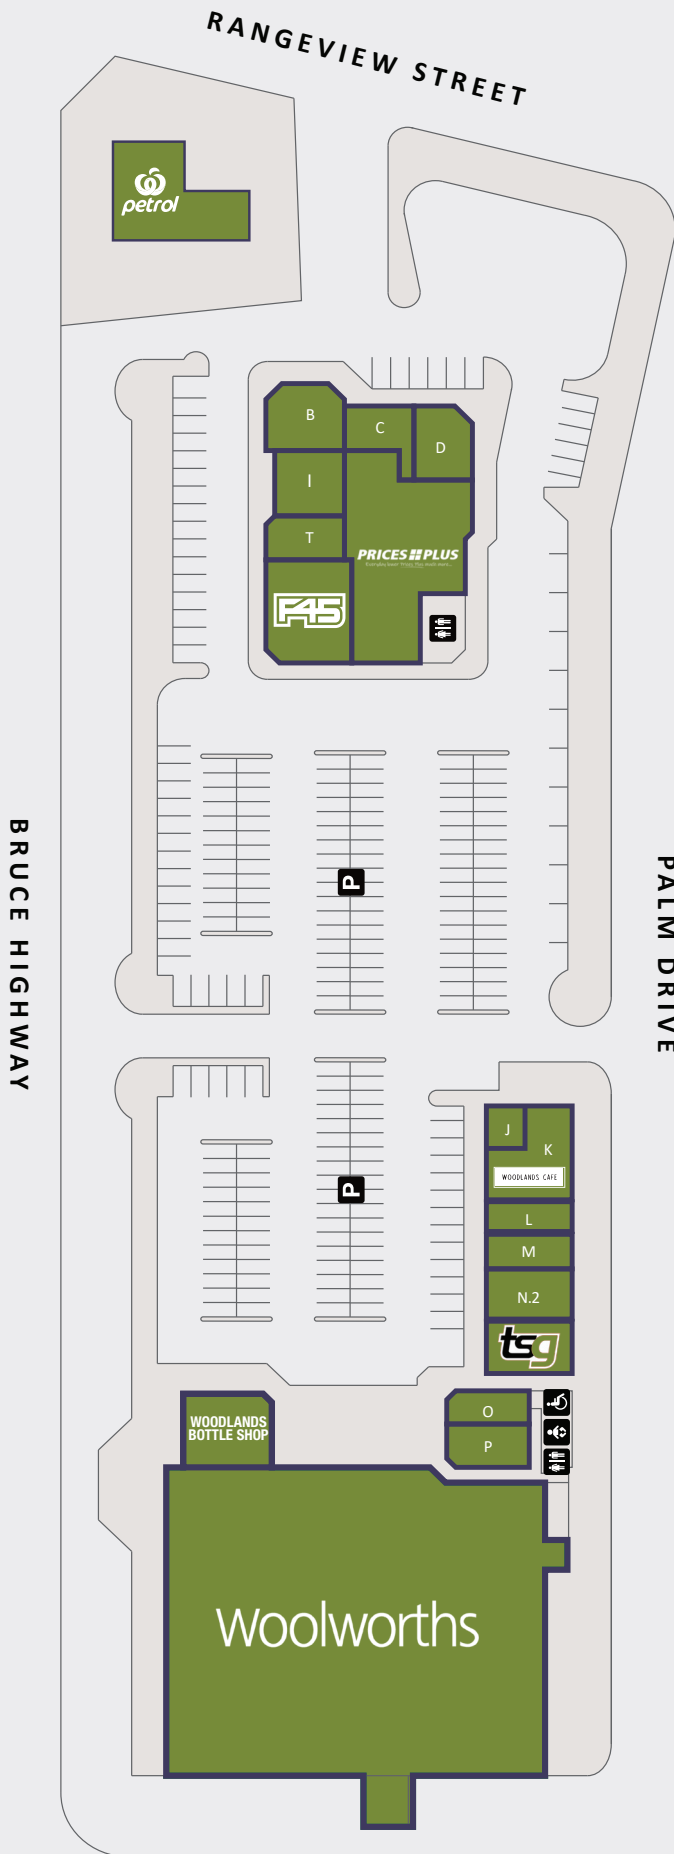 RANGEVIEW STREET
petrol
B
C
D
I
T
PRICES PLUS
F45
BRUCE HIGHWAY
PALM DRIVE
P
P
J
K
WOODLANDS CAFE
L
M
N.2
tsg
WOODLANDS
BOTTLE SHOP
O
P
Woolworths